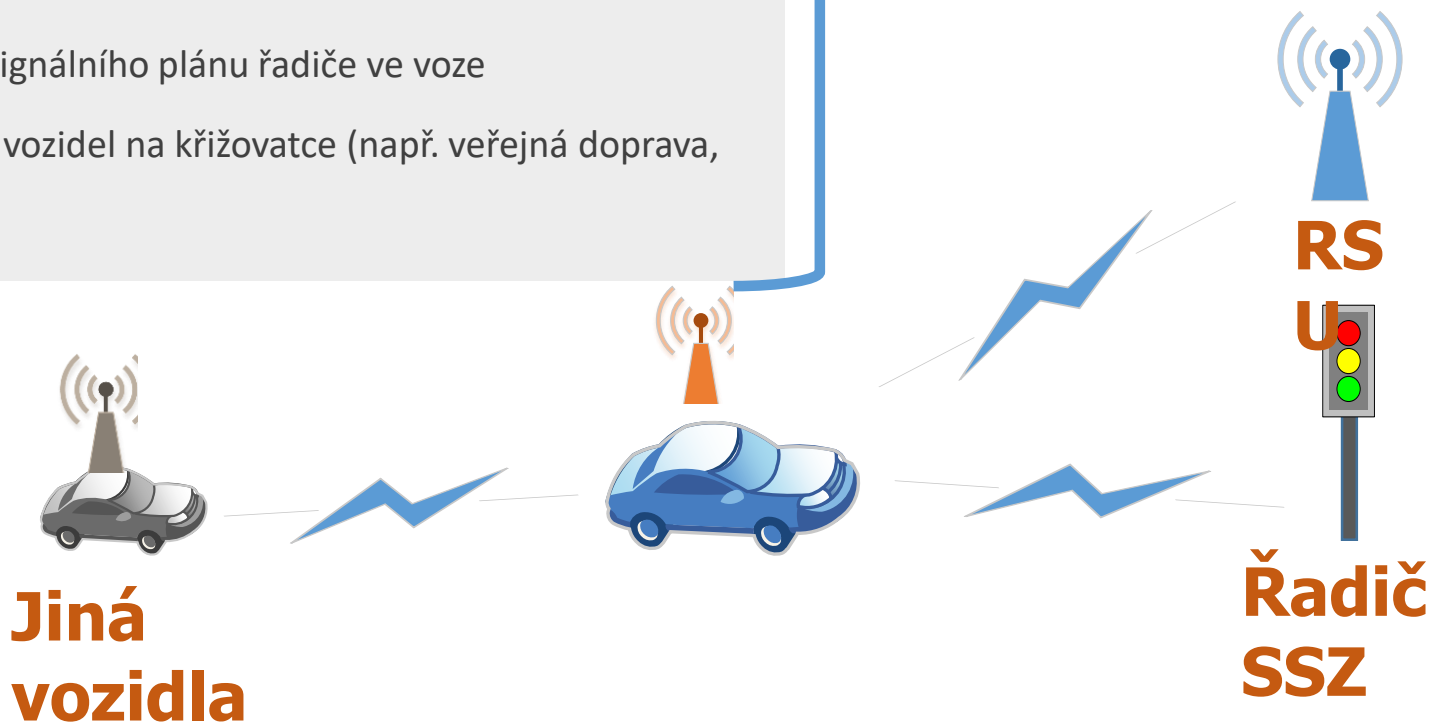 ignálního plánu řadiče ve voze
vozidel na křižovatce (např. veřejná doprava,
RS
U
Jiná
vozidla
Řadič
SSZ